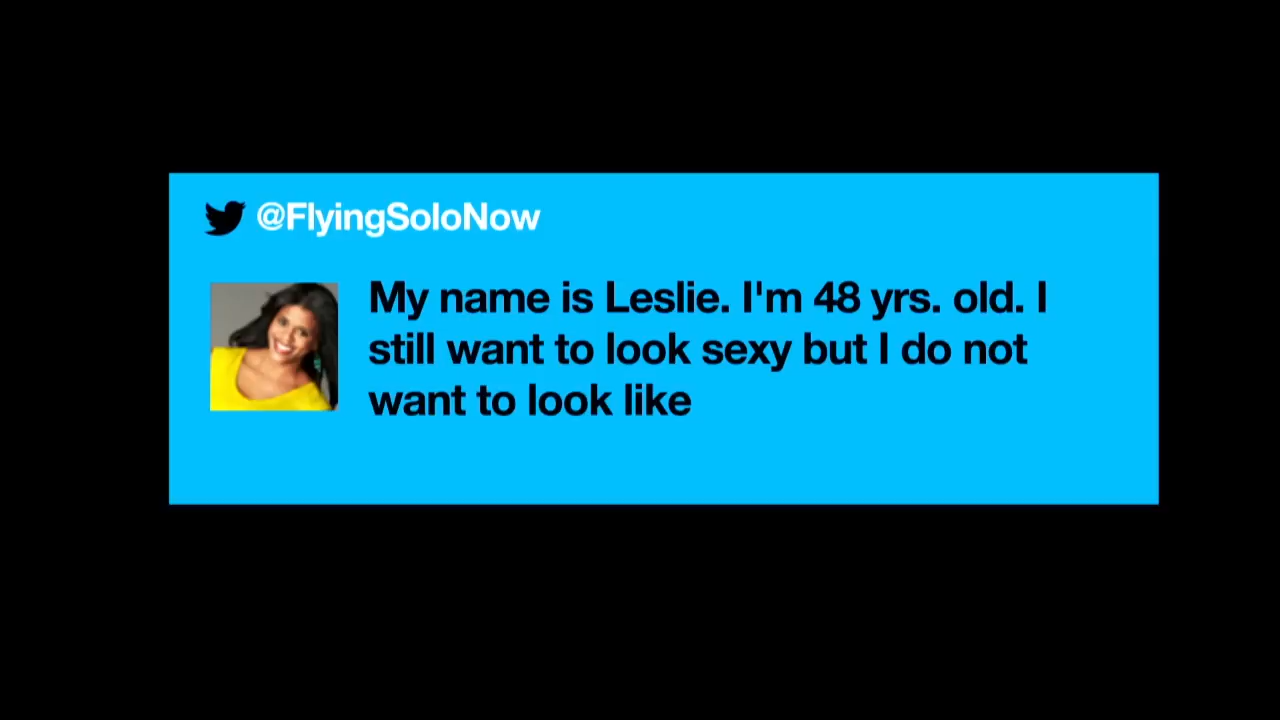 @FlyingSoloNow
My name is Leslie. I'm 48 yrs. old. I
still want to look sexy but I do not
want to look like